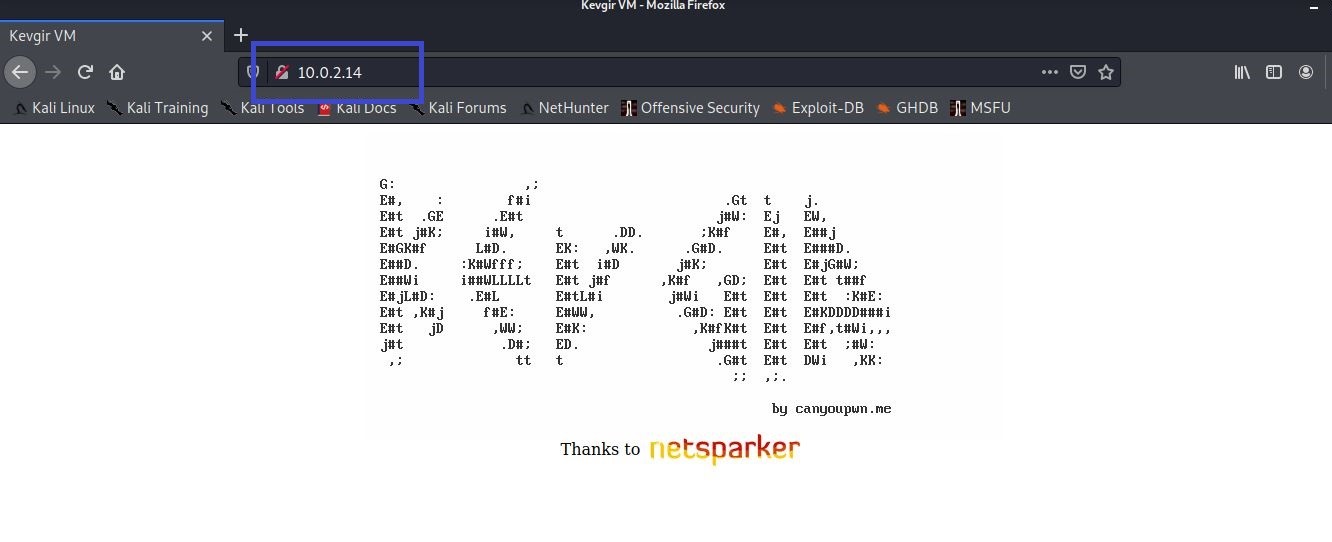 Kevgir VM - Mozilla Firefox
Kevgir VM
10.0.2.14
Kali Linux Kali Training Kali Tools Kali Docs Kali Forums NetHunter Offensive Security Exploit-DB GHDB MSFU
G:                ,;
E#,    :        f#i                        .Gt  t    j.
E#t  .GE      .E#t                        j#W:  Ej   EW,
E#t j#K;     i#W,     t      .DD.       ;K#f    E#,  E##j
E#GK#f      L#D.      EK:   ,WK.      .G#D.     E#t  E###D.
E##D.     :K#Wfff;    E#t  i#D       j#K;       E#t  E#jG#W;
E##Wi     i##WLLLLt   E#t j#f      ,K#f   ,GD;  E#t  E#t t##f
E#jL#D:    .E#L       E#tL#i        j#Wi   E#t  E#t  E#t  :K#E:
E#t ,K#j     f#E:     E#WW,          .G#D: E#t  E#t  E#KDDDD###i
E#t   jD      ,WW;    E#K:             ,K#fK#t  E#t  E#f,t#Wi,,,
j#t            .D#;   ED.                j###t  E#t  E#t  ;#W:
 ,;              tt   t                   .G#t  E#t  DWi   ,KK:
                                            ;;  ,;.
by canyoupwn.me
Thanks to netsparker